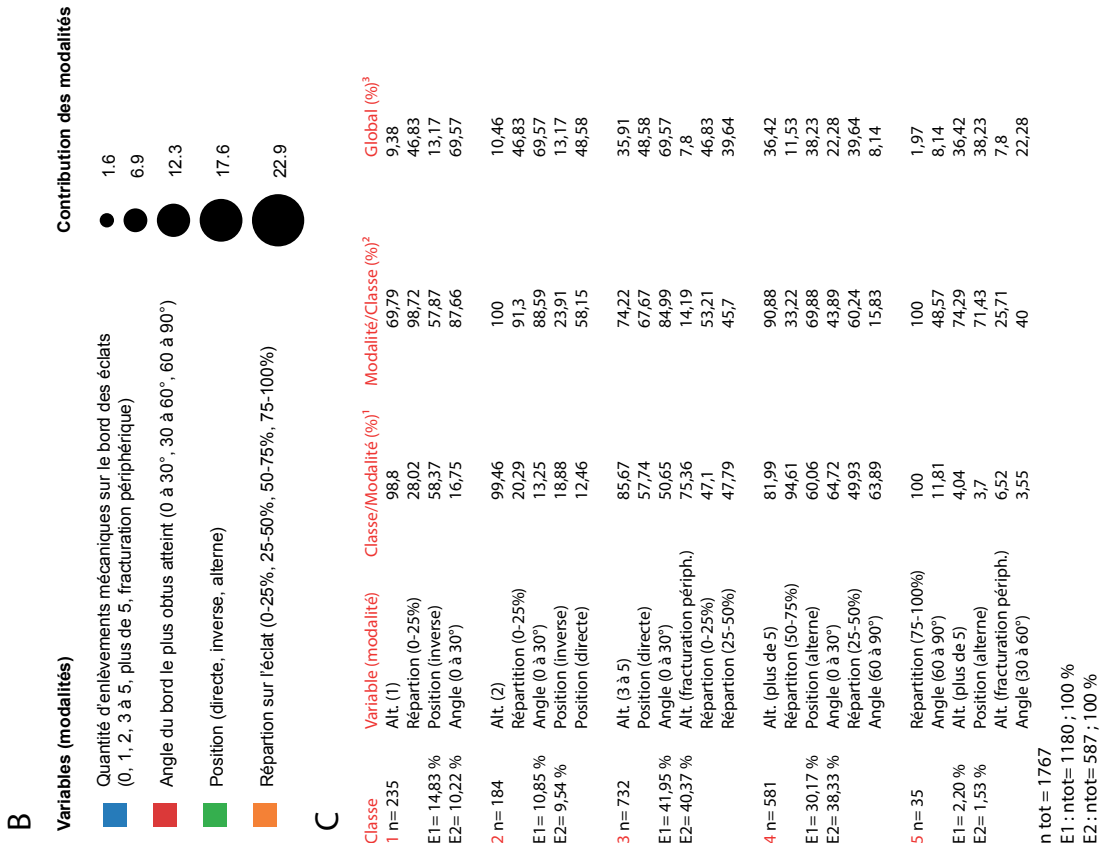 B
Variables (modalités)
Contribution des modalités
Quantité d'enlèvements mécaniques sur le bord des éclats
(0, 1, 2, 3 à 5, plus de 5, fracturation périphérique)
Angle du bord le plus obtus atteint (0 à 30°, 30 à 60°, 60 à 90°)
Position (directe, inverse, alterne)
Répartion sur l'éclat (0-25%, 25-50%, 50-75%, 75-100%)
1.6
6.9
12.3
17.6
22.9
C
Classe Variable (modalité) Classe/Modalité (%)¹ Modalité/Classe (%)² Global (%)³
1 n= 235 Alt. (1) 98,8 69,79 9,38
Répartion (0-25%) 28,02 98,72 46,83
E1= 14,83 % Position (inverse) 58,37 57,87 13,17
E2= 10,22 % Angle (0 à 30°) 16,75 87,66 69,57
2 n= 184 Alt. (2) 99,46 100 10,46
Répartition (0-25%) 20,29 91,3 46,83
E1= 10,85 % Angle (0 à 30°) 13,25 88,59 69,57
E2= 9,54 % Position (inverse) 18,88 23,91 13,17
Position (directe) 12,46 58,15 48,58
3 n= 732 Alt. (3 à 5) 85,67 74,22 35,91
Position (directe) 57,74 67,67 48,58
E1= 41,95 % Angle (0 à 30°) 50,65 84,99 69,57
E2= 40,37 % Alt. (fracturation périph.) 75,36 14,19 7,8
Répartion (0-25%) 47,1 53,21 46,83
Répartion (25-50%) 47,79 45,7 39,64
4 n= 581 Alt. (plus de 5) 81,99 90,88 36,42
Répartiton (50-75%) 94,61 33,22 11,53
E1= 30,17 % Position (alterne) 60,06 69,88 38,23
E2= 38,33 % Angle (30 à 60°) 64,72 43,89 22,28
Répartion (25-50%) 49,93 60,24 39,64
Angle (60 à 90°) 63,89 15,83 8,14
5 n= 35 Répartition (75-100%) 100 100 1,97
Angle (60 à 90°) 11,81 48,57 8,14
E1= 2,20 % Alt. (plus de 5) 4,04 74,29 36,42
E2= 1,53 % Position (alterne) 3,7 71,43 38,23
Alt. (fracturation périph.) 6,52 25,71 7,8
Angle (30 à 60°) 3,55 40 22,28
n tot = 1767
E1 : ntot= 1180 ; 100 %
E2 : ntot= 587 ; 100 %